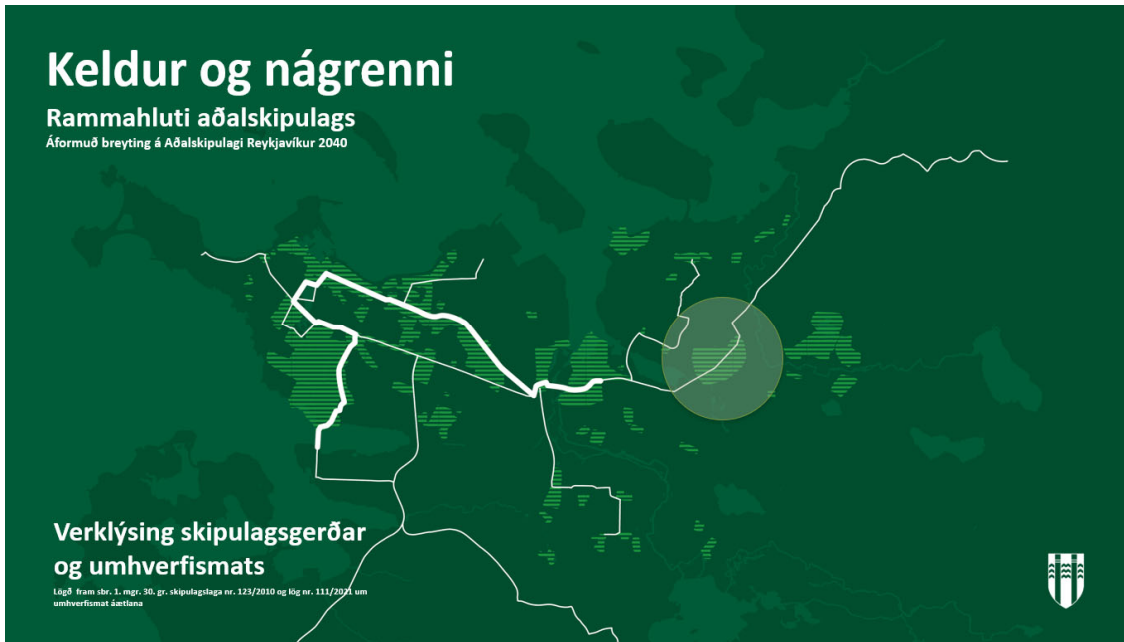 Keldur og nágrenni
Rammahluti aðalskipulags
Áformuð breyting á Aðalskipulagi Reykjavíkur 2040
Verklýsing skipulagsgerðar
og umhverfismats
Lögð fram sbr. 1. mgr. 30. gr. skipulagslaga nr. 123/2010 og lög nr. 111/2021 um
umhverfismat áætlana